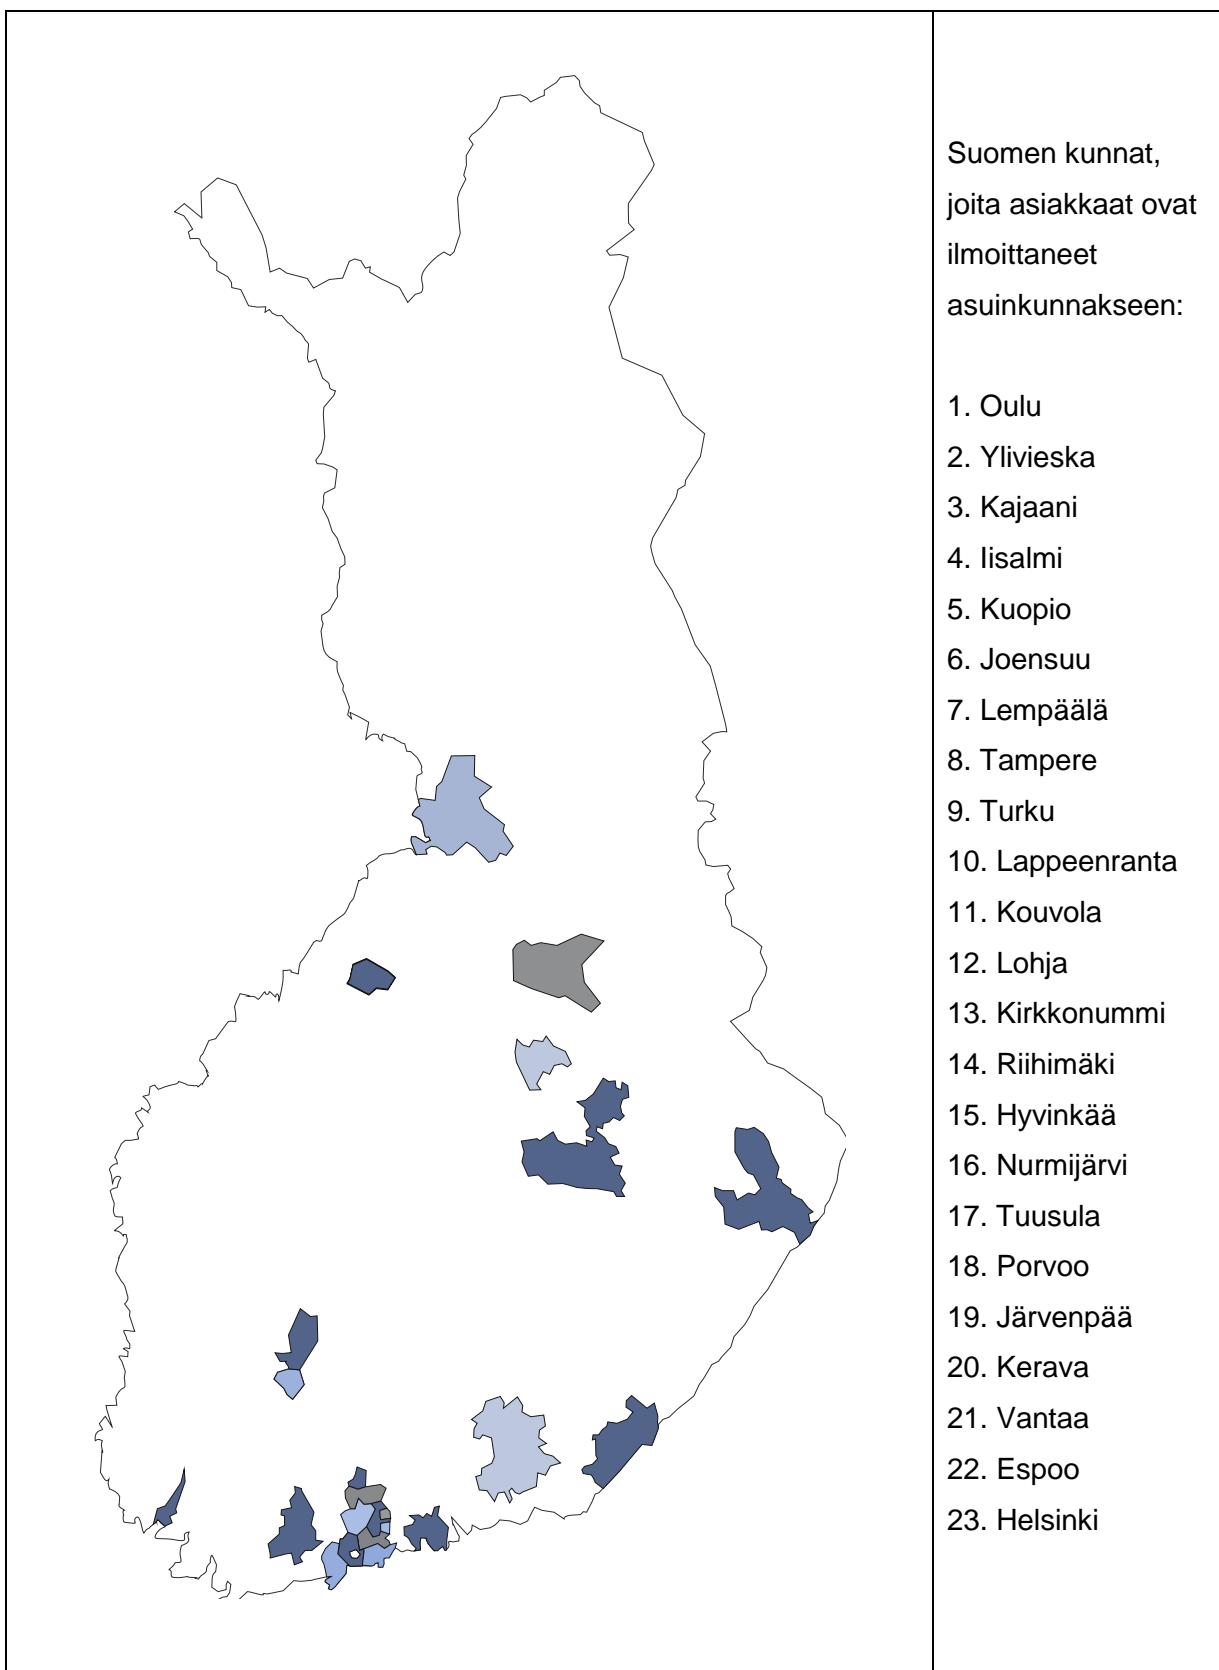 Suomen kunnat,
joita asiakkaat ovat
ilmoittaneet
asuinkunnakseen:
1. Oulu
2. Ylivieska
3. Kajaani
4. Iisalmi
5. Kuopio
6. Joensuu
7. Lempäälä
8. Tampere
9. Turku
10. Lappeenranta
11. Kouvola
12. Lohja
13. Kirkkonummi
14. Riihimäki
15. Hyvinkää
16. Nurmijärvi
17. Tuusula
18. Porvoo
19. Järvenpää
20. Kerava
21. Vantaa
22. Espoo
23. Helsinki